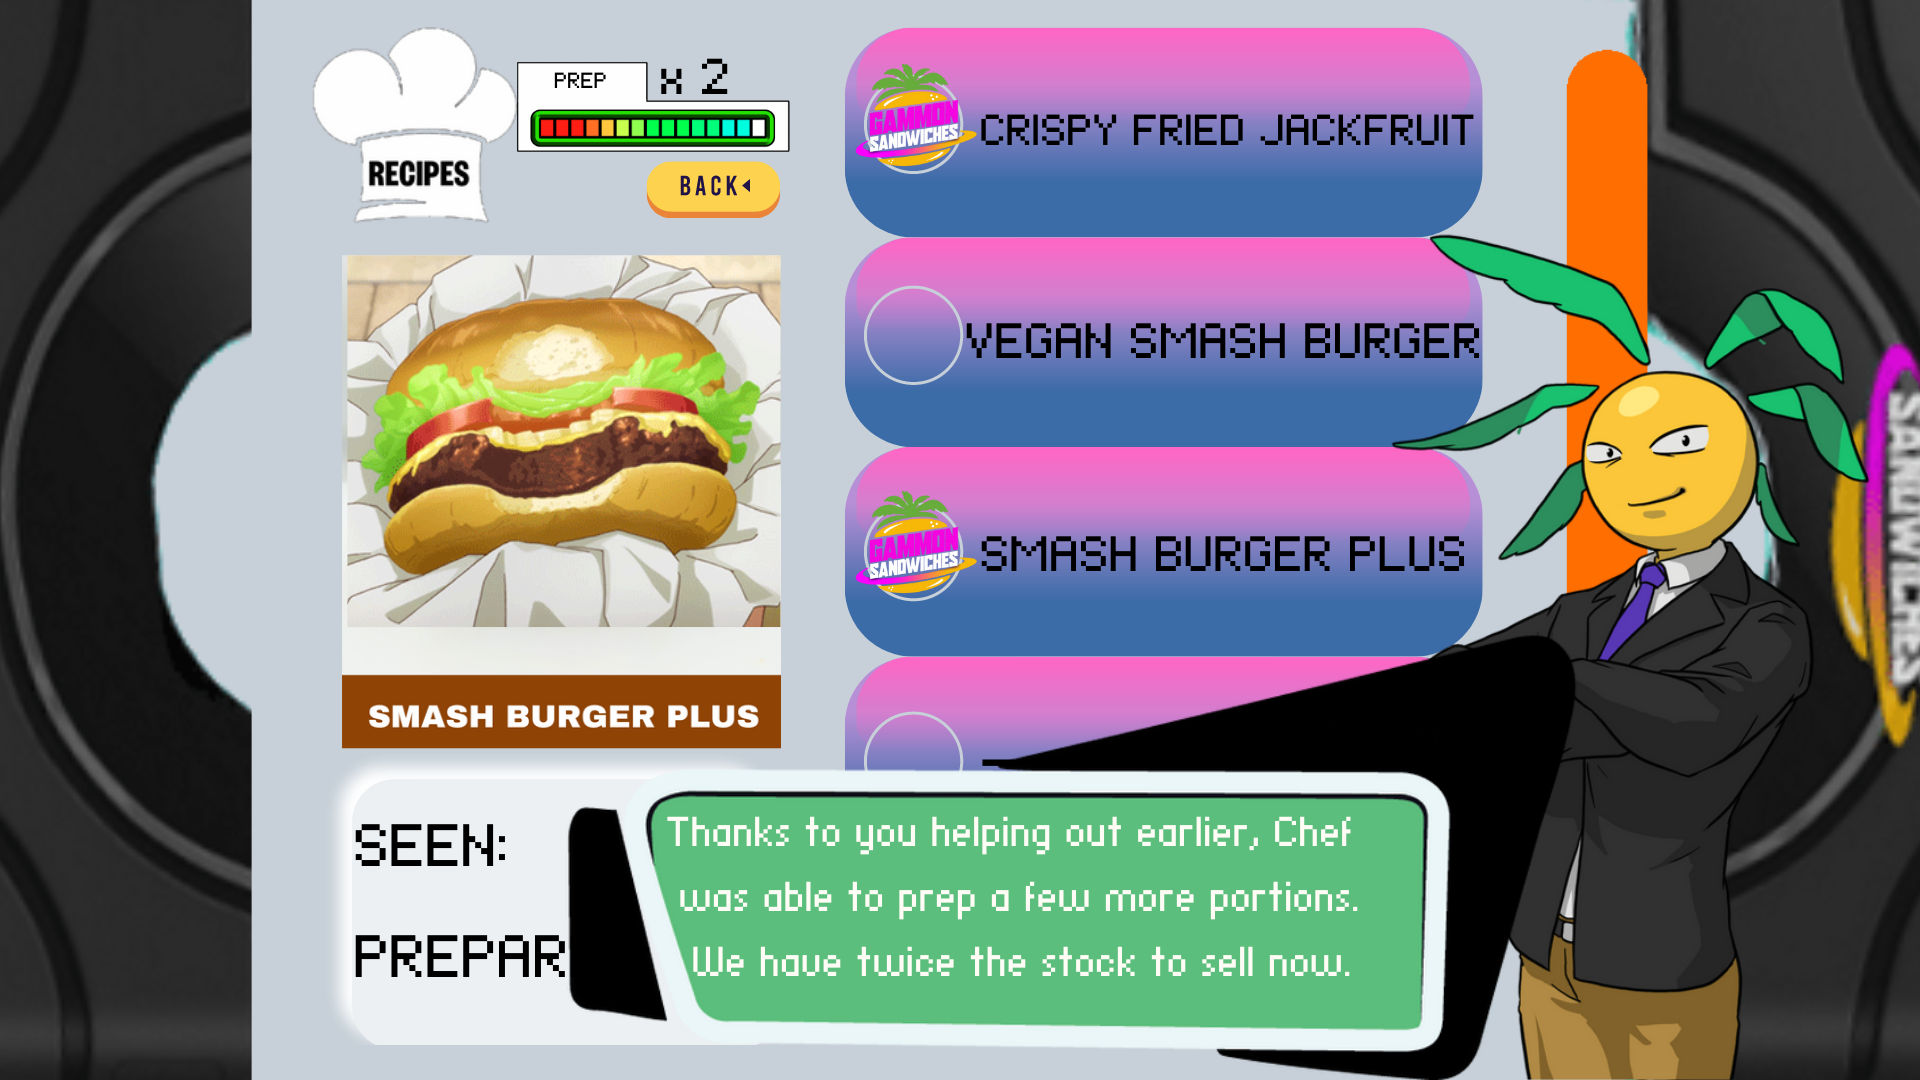 PREP
x 2
RECIPES
BACK
SMASH BURGER PLUS
SEEN:
PREPAR
GAMMON
SANDWICHES
CRISPY FRIED JACKFRUIT
VEGAN SMASH BURGER
GAMMON
SANDWICHES
SMASH BURGER PLUS
Thanks to you helping out earlier, Chef
was able to prep a few more portions.
We have twice the stock to sell now.
SANDWICHES